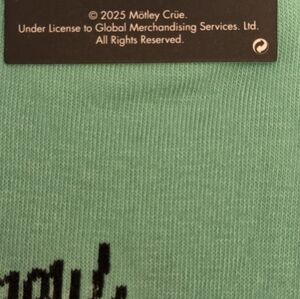 © 2025 Mötley Crüe.
Under License to Global Merchandising Services. Ltd.
All Rights Reserved.